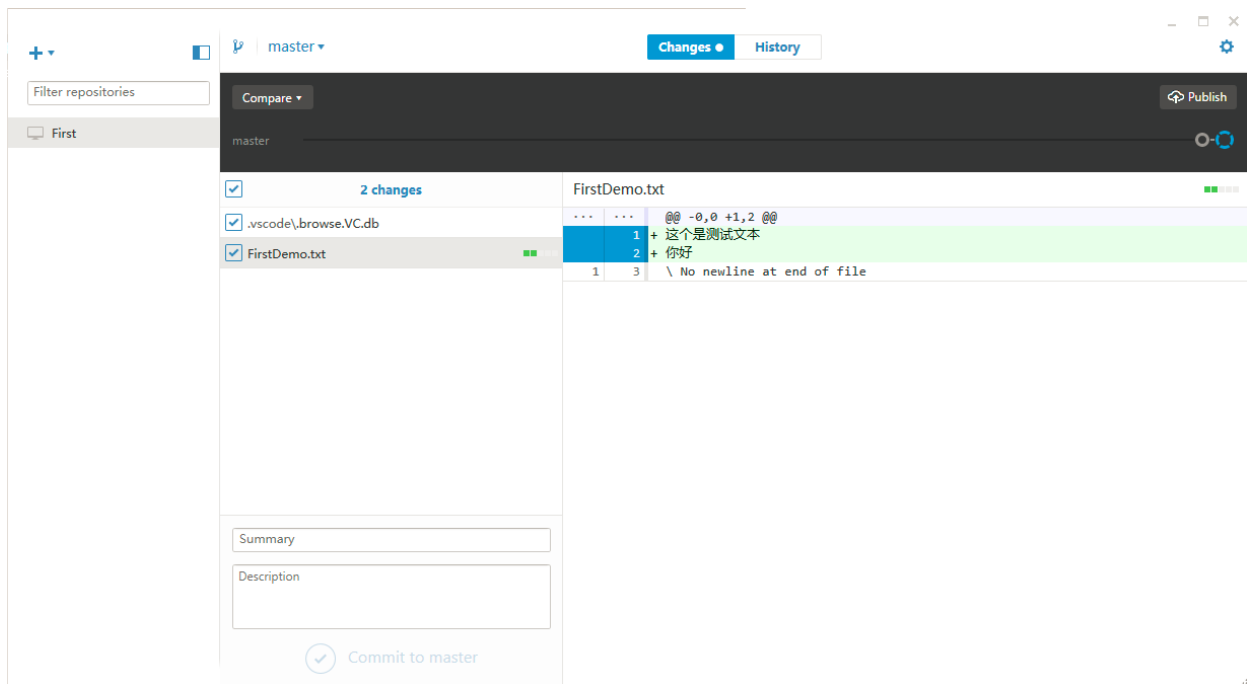 master
Changes
History
Filter repositories
First
Compare
Publish
master
2 changes
.vscode\.browse.VC.db
FirstDemo.txt
Summary
Description
Commit to master
FirstDemo.txt
... ... @@ -0,0 +1,2 @@
1 + 这个是测试文本
2 + 你好
1 3 \ No newline at end of file